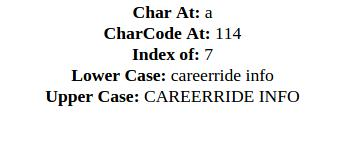 Char At: a
CharCode At: 114
Index of: 7
Lower Case: careerride info
Upper Case: CAREERRIDE INFO